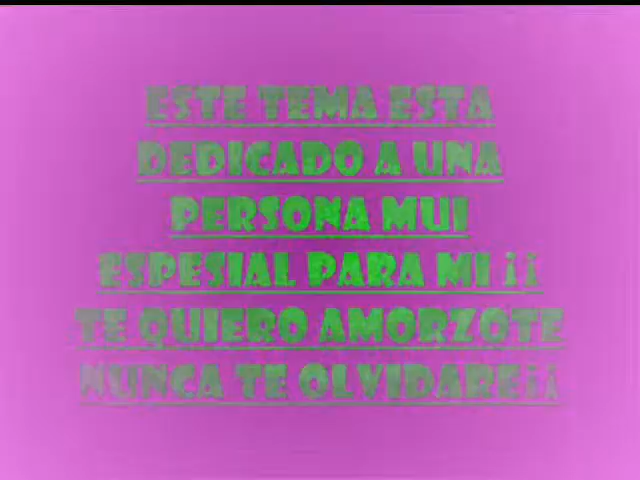 ESTE TEMA ESTA
DEDICADO A UNA
PERSONA MUI
ESPESIAL PARA MI ¡¡
TE QUIERO AMORZOTE
NUNCA TE OLVIDARE¡¡